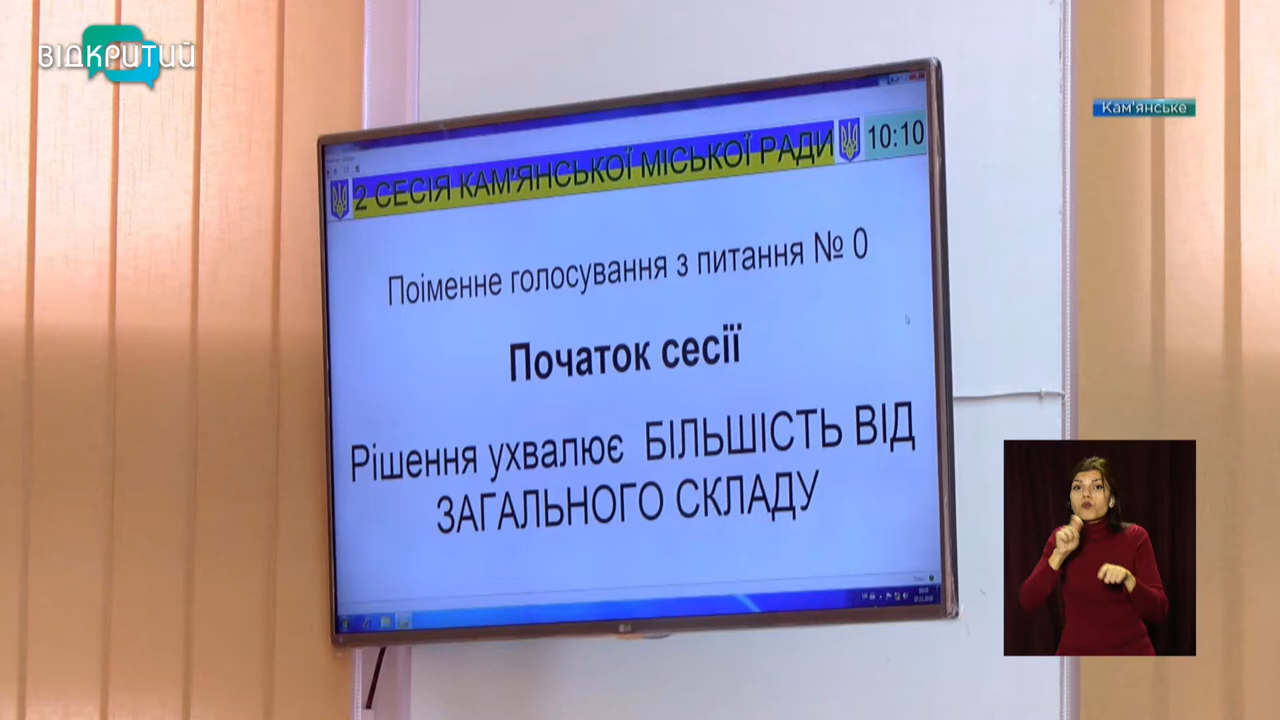 ВІДКРИТИЙ
Кам'янське
2 СЕСІЯ КАМ'ЯНСЬКОЇ МІСЬКОЇ РАДИ
10:10
Поіменне голосування з питання № 0
Початок сесії
Рішення ухвалює БІЛЬШІСТЬ ВІД
ЗАГАЛЬНОГО СКЛАДУ
LG